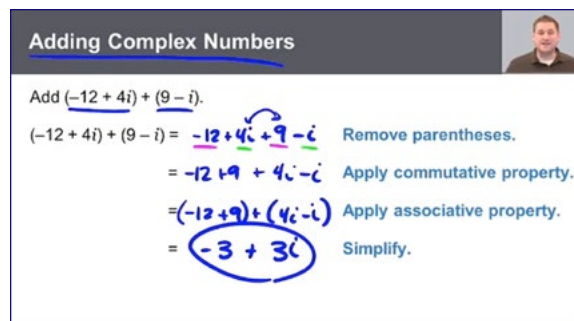 Adding Complex Numbers
Add (−12 + 4i) + (9 − i).
(−12 + 4i) + (9 − i) = -12 + 4i + 9 - i Remove parentheses.
= -12 + 9 + 4i - i Apply commutative property.
= (-12 + 9) + (4i - i) Apply associative property.
= -3 + 3i Simplify.